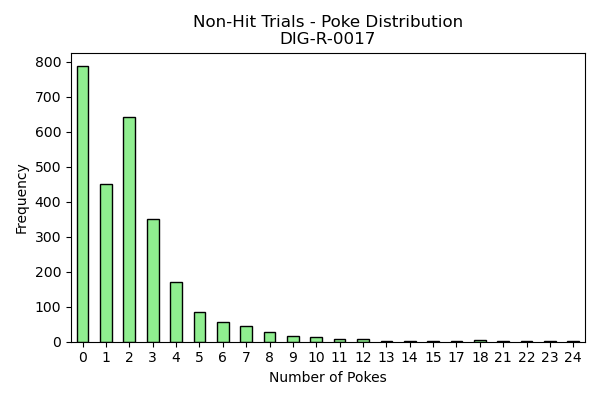 Non-Hit Trials - Poke Distribution
DIG-R-0017
800
700
600
500
400
300
200
100
0
Frequency
0 1 2 3 4 5 6 7 8 9 10 11 12 13 14 15 17 18 21 22 23 24
Number of Pokes